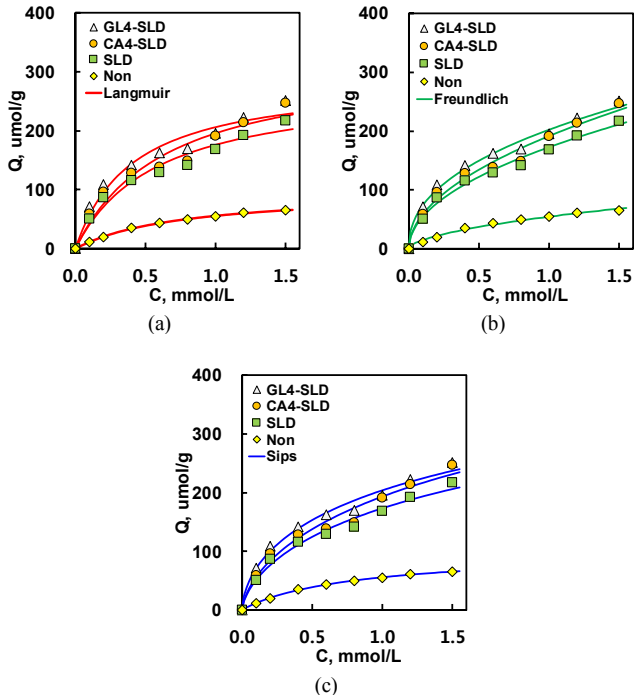 400
300
200
100
0
Q, umol/g
GL4-SLD
CA4-SLD
SLD
Non
Langmuir
0.0 0.5 1.0 1.5
C, mmol/L
(a)
400
300
200
100
0
Q, umol/g
GL4-SLD
CA4-SLD
SLD
Non
Freundlich
0.0 0.5 1.0 1.5
C, mmol/L
(b)
400
300
200
100
0
Q, umol/g
GL4-SLD
CA4-SLD
SLD
Non
Sips
0.0 0.5 1.0 1.5
C, mmol/L
(c)